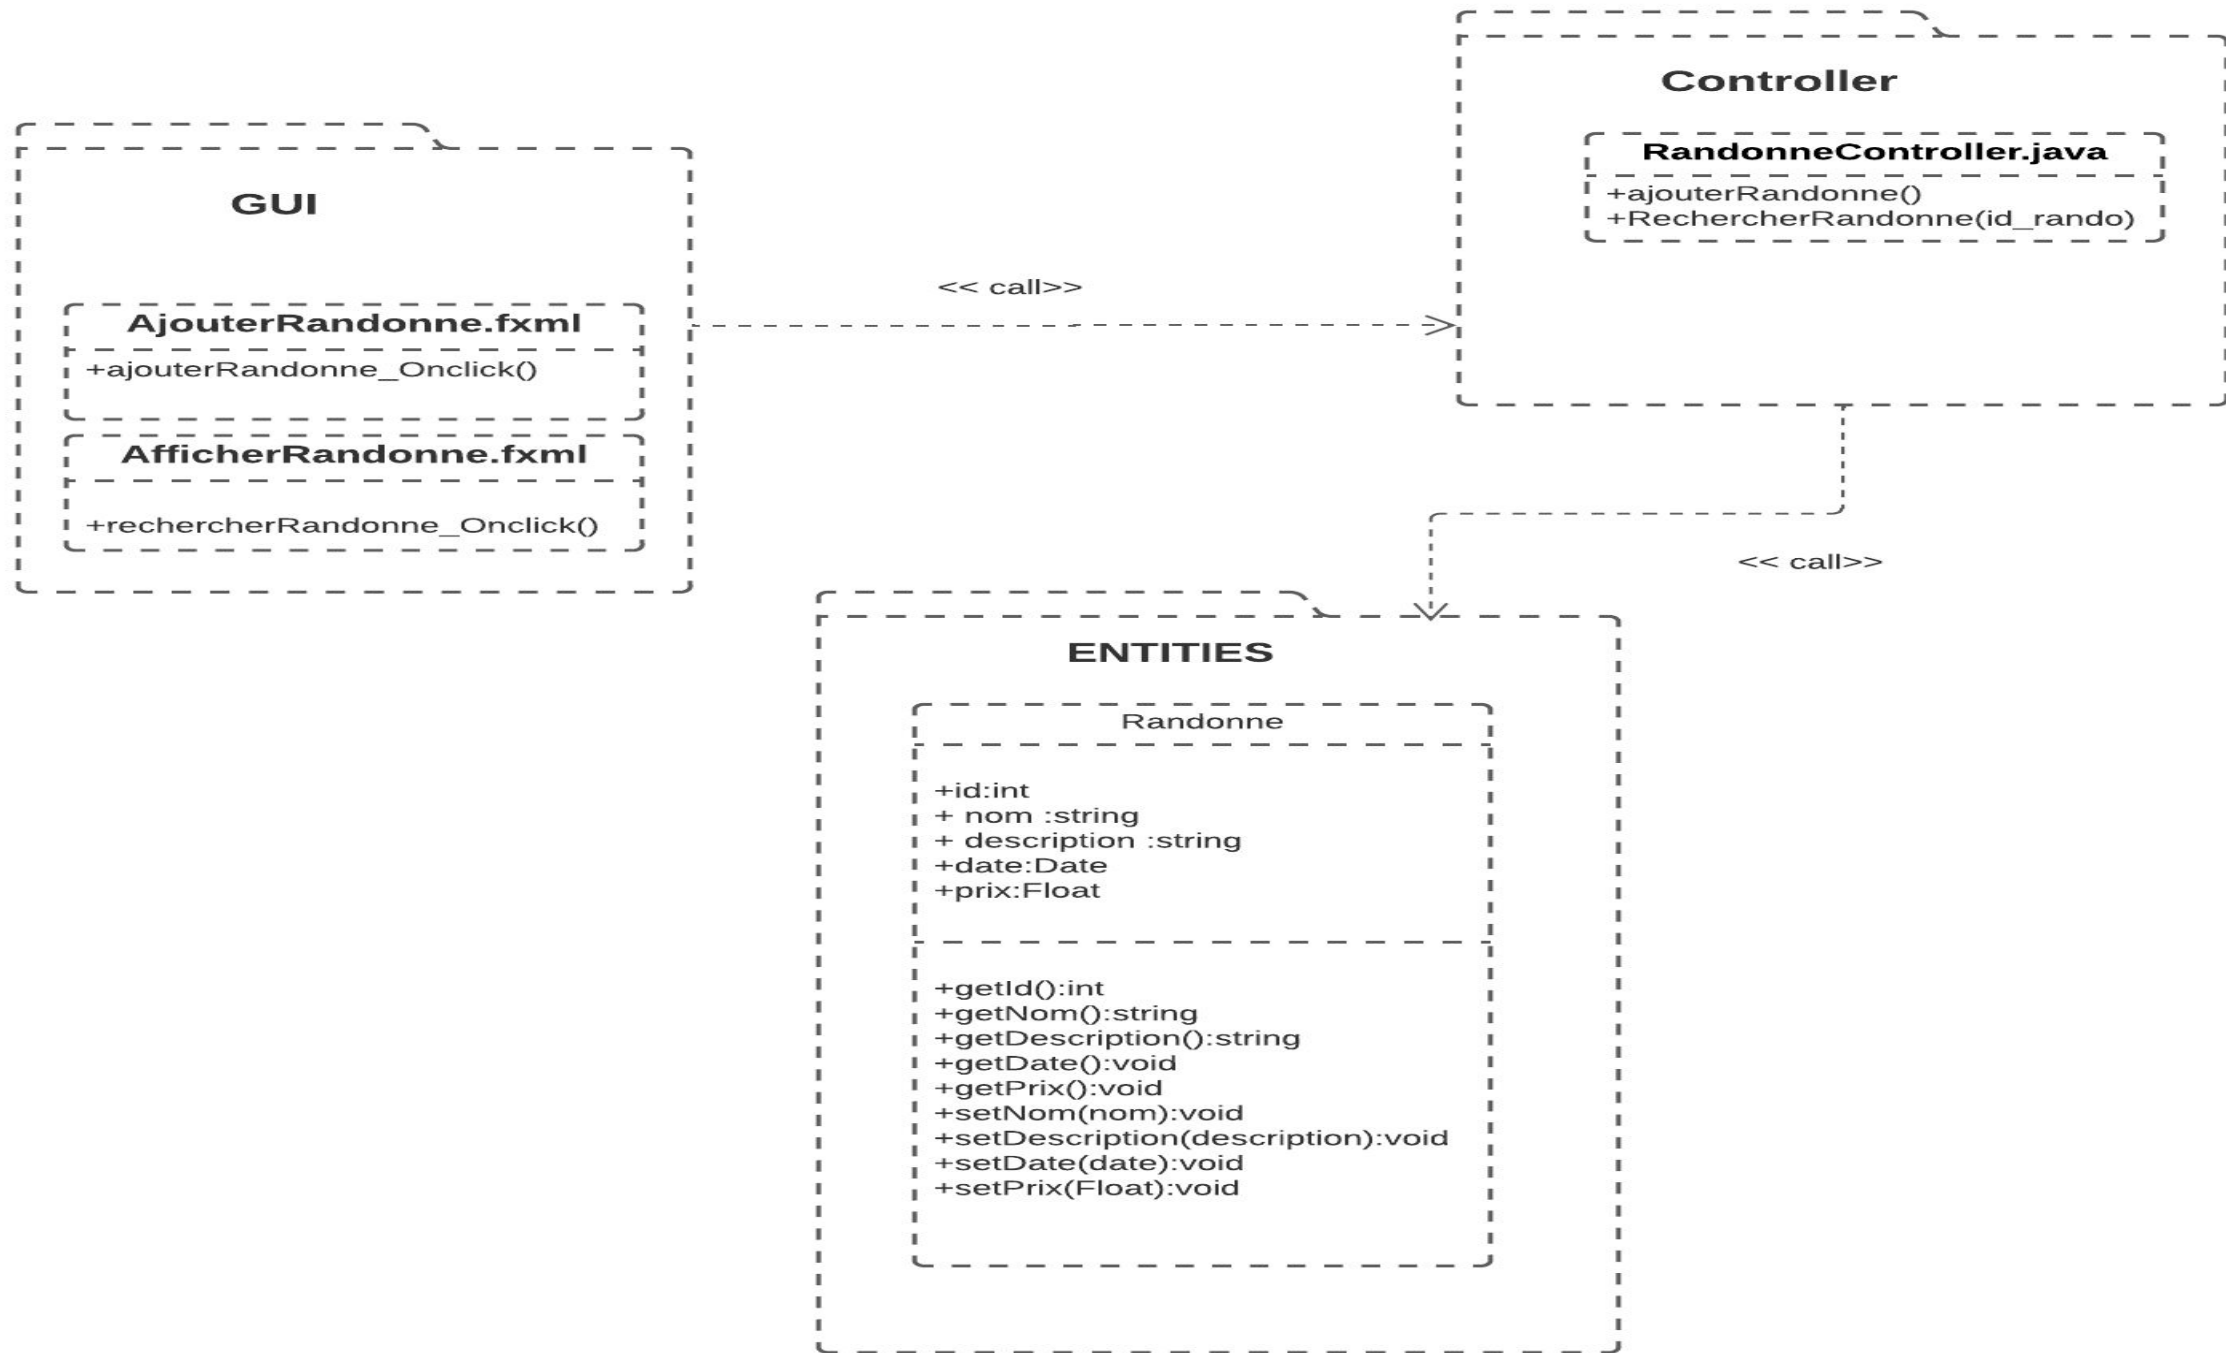 Controller
RandonneController.java
+ajouterRandonne()
+RechercherRandonne(id_rando)
GUI
AjouterRandonne.fxml
+ajouterRandonne_Onclick()
AfficherRandonne.fxml
+rechercherRandonne_Onclick()
<< call>>
<< call>>
ENTITIES
Randonne
+id:int
+ nom :string
+ description :string
+date:Date
+prix:Float
+getId():int
+getNom():string
+getDescription():string
+getDate():void
+getPrix():void
+setNom(nom):void
+setDescription(description):void
+setDate(date):void
+setPrix(Float):void